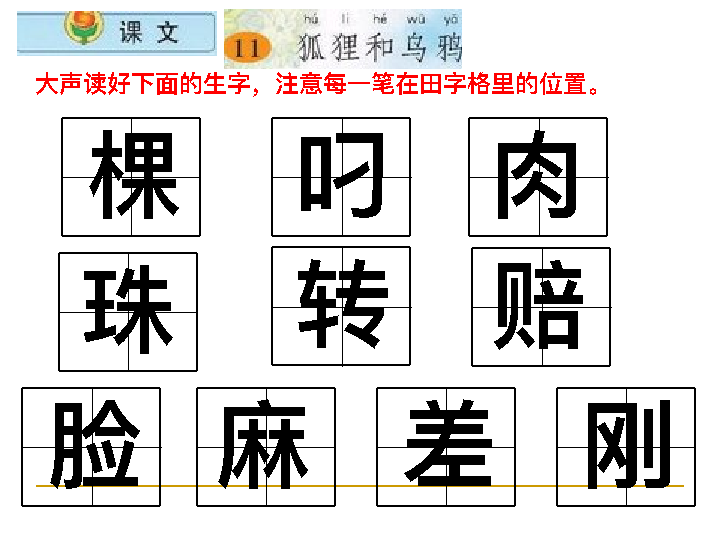 课 文
hú li hé wū yā
11 狐狸和乌鸦
大声读好下面的生字，注意每一笔在田字格里的位置。
棵 叼 肉
珠 转 赔
脸 麻 差 刚